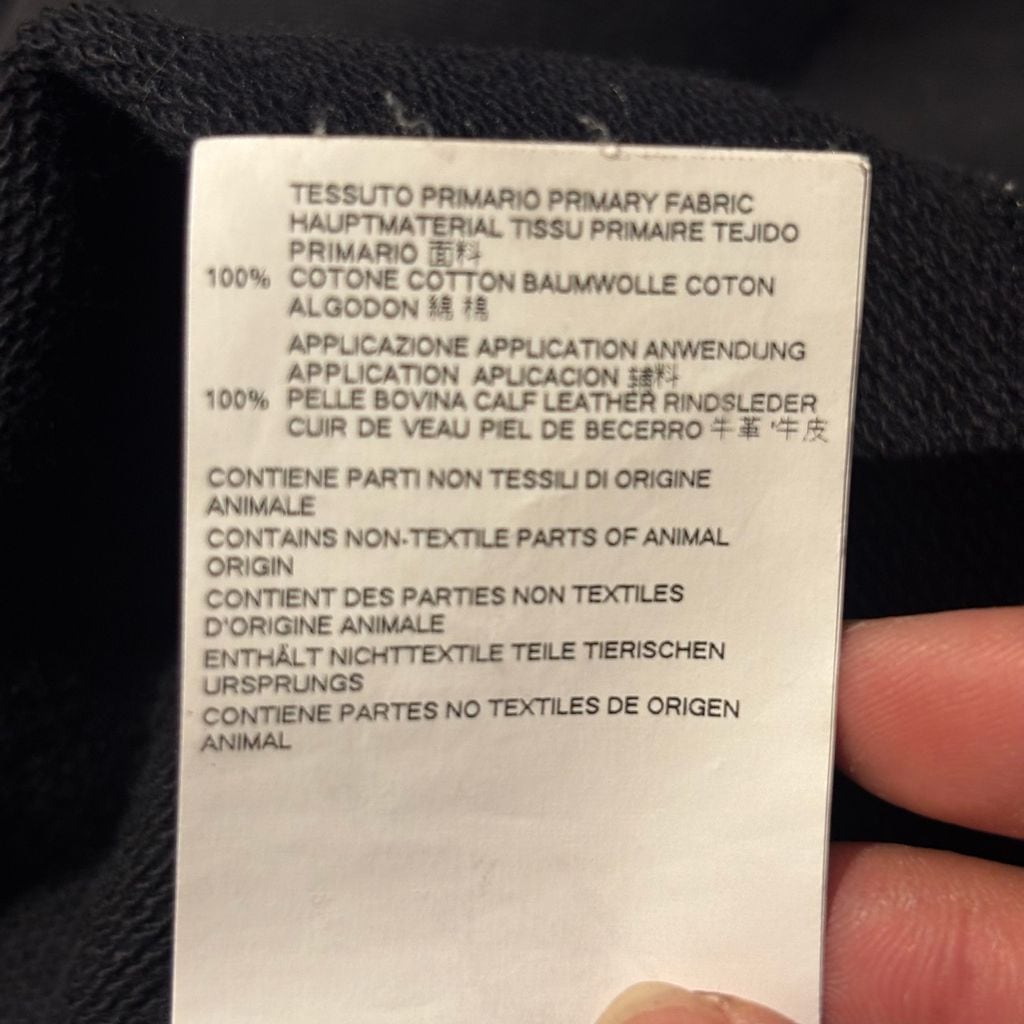 TESSUTO PRIMARIO PRIMARY FABRIC
HAUPTMATERIAL TISSU PRIMAIRE TEJIDO
PRIMARIO 面料
100% COTONE COTTON BAUMWOLLE COTON
ALGODON 綿 棉
APPLICAZIONE APPLICATION ANWENDUNG
APPLICATION APLICACION 辅料
100% PELLE BOVINA CALF LEATHER RINDSLEDER
CUIR DE VEAU PIEL DE BECERRO 牛革 牛皮
CONTIENE PARTI NON TESSILI DI ORIGINE
ANIMALE
CONTAINS NON-TEXTILE PARTS OF ANIMAL
ORIGIN
CONTIENT DES PARTIES NON TEXTILES
D'ORIGINE ANIMALE
ENTHÄLT NICHTTEXTILE TEILE TIERISCHEN
URSPRUNGS
CONTIENE PARTES NO TEXTILES DE ORIGEN
ANIMAL